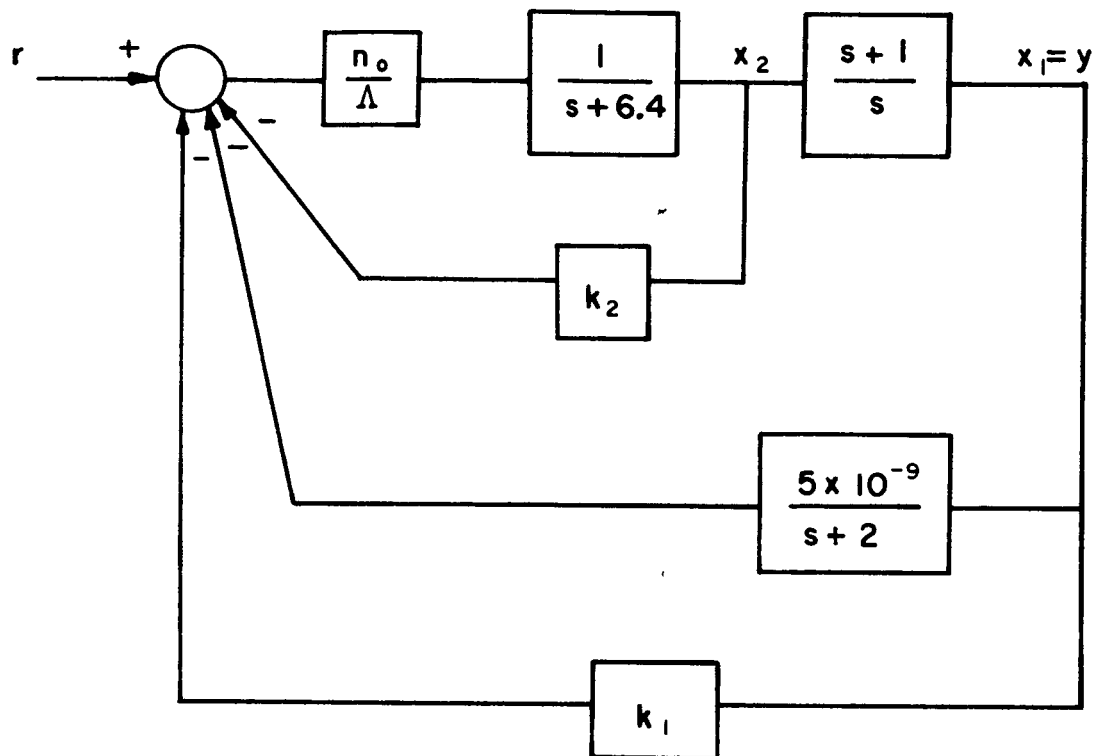 r
+
n₀
Λ
1
s + 6.4
x₂
s + 1
s
x₁ = y
-
-
-
k₂
5 x 10⁻⁹
s + 2
k₁